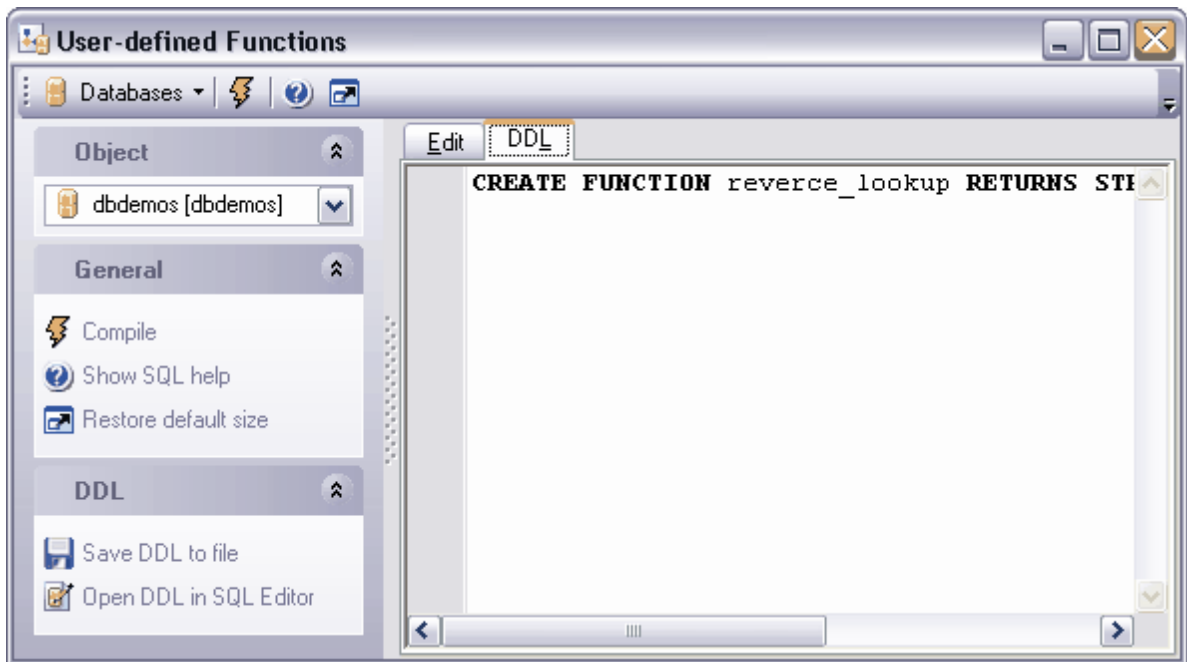 User-defined Functions
Databases
Object
dbdemos [dbdemos]
General
Compile
Show SQL help
Restore default size
DDL
Save DDL to file
Open DDL in SQL Editor
Edit DDL
CREATE FUNCTION reverce_lookup RETURNS